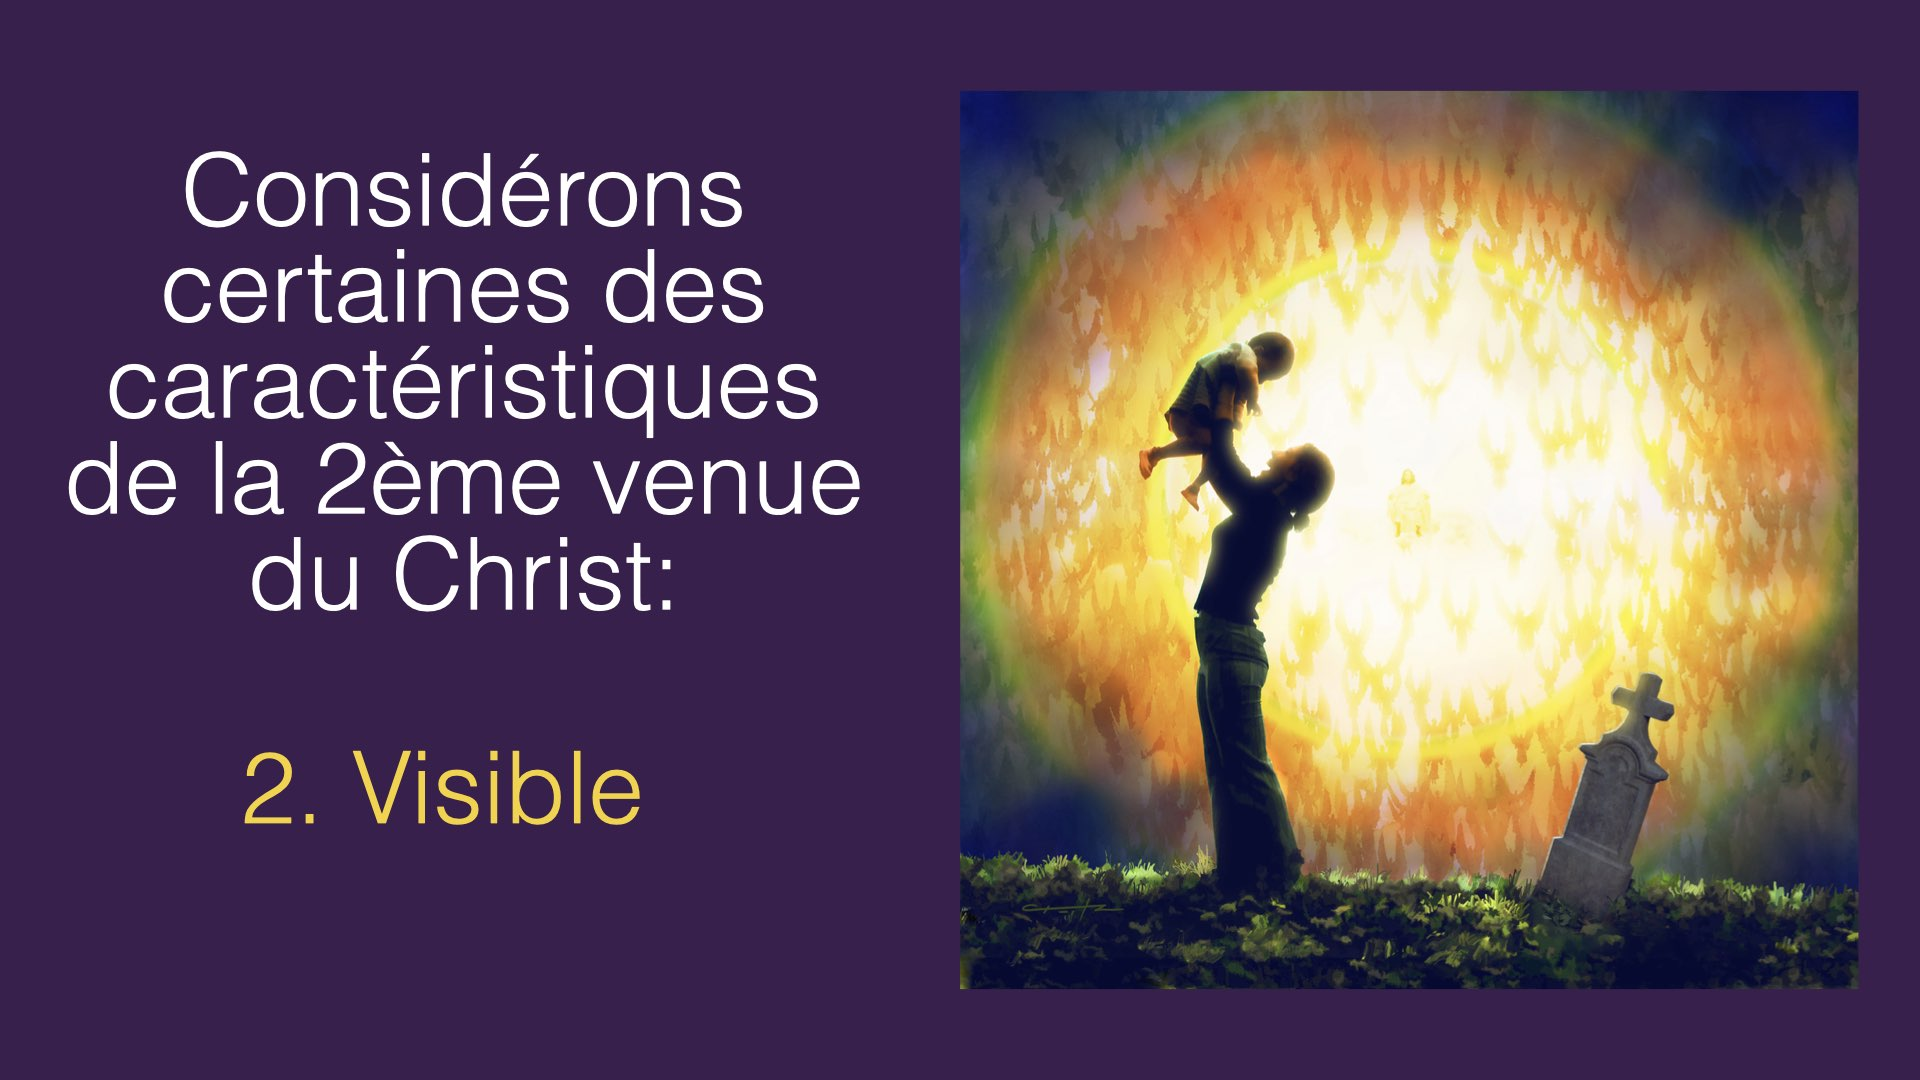 Considérons
certaines des
caractéristiques
de la 2ème venue
du Christ:
2. Visible